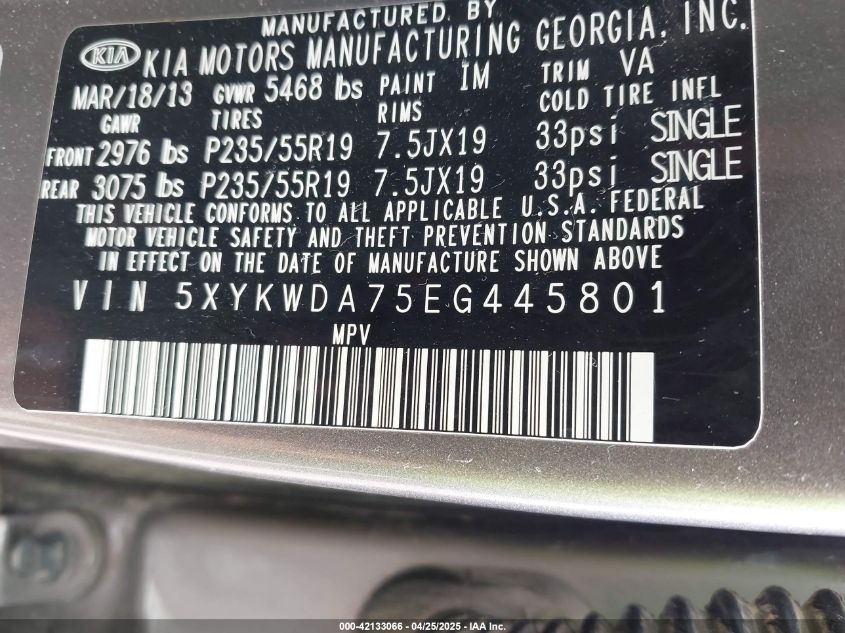 MANUFACTURED BY
KIA KIA MOTORS MANUFACTURING GEORGIA, INC.
MAR/18/13 GVWR 5468 lbs PAINT IM TRIM VA
GAWR TIRES RIMS COLD TIRE INFL
FRONT 2976 lbs P235/55R19 7.5JX19 33psi SINGLE
REAR 3075 lbs P235/55R19 7.5JX19 33psi SINGLE
THIS VEHICLE CONFORMS TO ALL APPLICABLE U.S.A. FEDERAL
MOTOR VEHICLE SAFETY AND THEFT PREVENTION STANDARDS
IN EFFECT ON THE DATE OF MANUFACTURE SHOWN ABOVE
VIN 5XYKWDA75EG445801
MPV
000-42133066 - 04/25/2025 - IAA Inc.